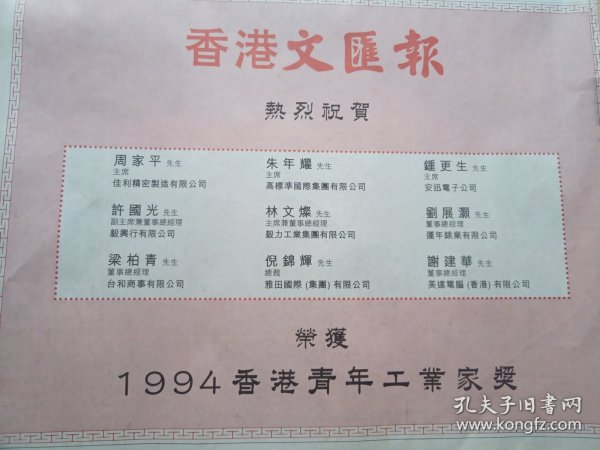 香港文匯報
熱烈祝賀
周家平 先生
主席
佳利精密製造有限公司
朱年耀 先生
主席
高標準國際集團有限公司
鍾更生 先生
主席
安迅電子公司
許國光 先生
副主席兼董事總經理
毅興行有限公司
林文燦 先生
主席兼董事總經理
毅力工業集團有限公司
劉展灝 先生
董事總經理
運年錶業有限公司
梁柏青 先生
董事總經理
台和商事有限公司
倪錦輝 先生
總裁
雅田國際(集團)有限公司
謝建華 先生
董事總經理
美達電腦(香港)有限公司
榮獲
1994香港青年工業家獎
孔夫子旧书网
www.kongfz.com